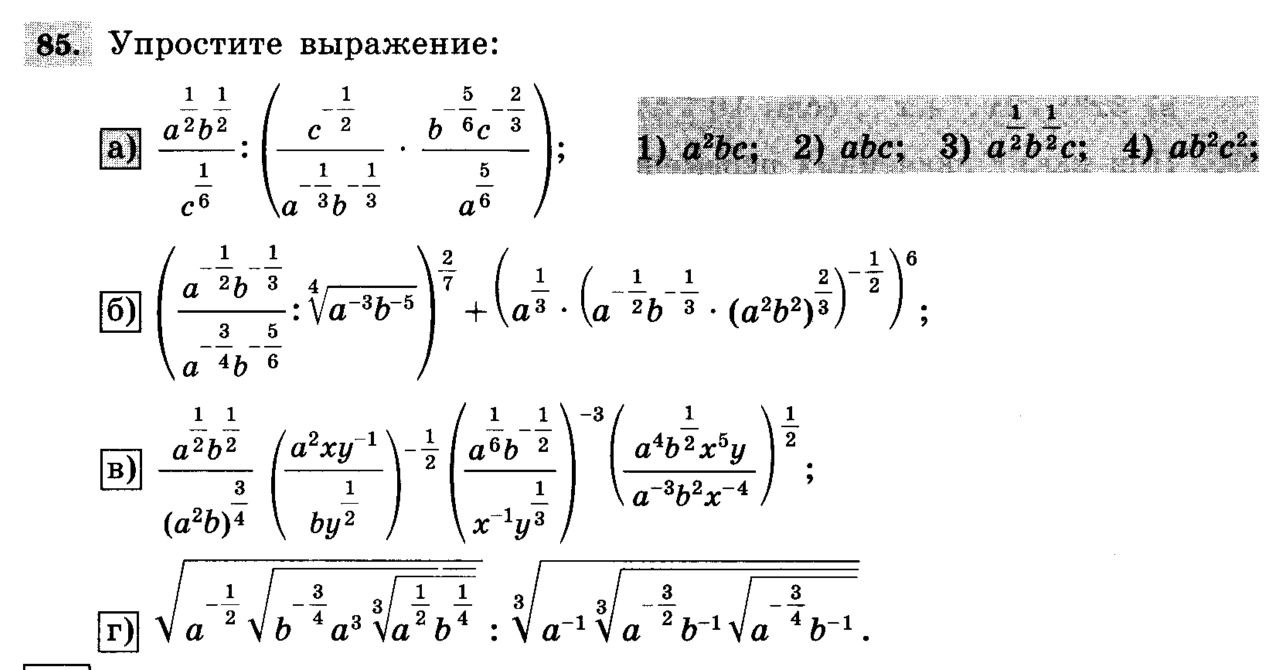 85. Упростите выражение:
а) $\frac{a^{\frac{1}{2}}b^{\frac{1}{2}}}{c^{\frac{1}{6}}} : \left(\frac{c^{-\frac{1}{2}}}{a^{-\frac{1}{3}}b^{-\frac{1}{3}}} \cdot \frac{b^{-\frac{5}{6}}c^{-\frac{2}{3}}}{a^{\frac{5}{6}}}\right)$; 1) $a^2bc$; 2) $abc$; 3) $a^{\frac{1}{2}}b^{\frac{1}{2}}c$; 4) $ab^2c^2$;
б) $\left(\frac{a^{-\frac{1}{2}}b^{-\frac{1}{3}}}{a^{-\frac{3}{4}}b^{-\frac{5}{6}}} : \sqrt[4]{a^{-3}b^{-5}}\right)^{\frac{2}{7}} + \left(a^{\frac{1}{3}} \cdot \left(a^{-\frac{1}{2}}b^{-\frac{1}{3}} \cdot (a^2b^2)^{\frac{2}{3}}\right)^{-\frac{1}{2}}\right)^6$;
в) $\frac{a^{\frac{1}{2}}b^{\frac{1}{2}}}{(a^2b)^{\frac{3}{4}}} \left(\frac{a^2xy^{-1}}{by^{\frac{1}{2}}}\right)^{-\frac{1}{2}} \left(\frac{a^{\frac{1}{6}}b^{-\frac{1}{2}}}{x^{-1}y^{\frac{1}{3}}}\right)^{-3} \left(\frac{a^4b^{\frac{1}{2}}x^5y}{a^{-3}b^2x^{-4}}\right)^{\frac{1}{2}}$;
г) $\sqrt{a^{-\frac{1}{2}}\sqrt{b^{-\frac{3}{4}}a^3\sqrt[3]{a^{\frac{1}{2}}b^{\frac{1}{4}}}}} : \sqrt[3]{a^{-1}\sqrt[3]{a^{-\frac{3}{2}}b^{-1}\sqrt{a^{-\frac{3}{4}}b^{-1}}}}$.